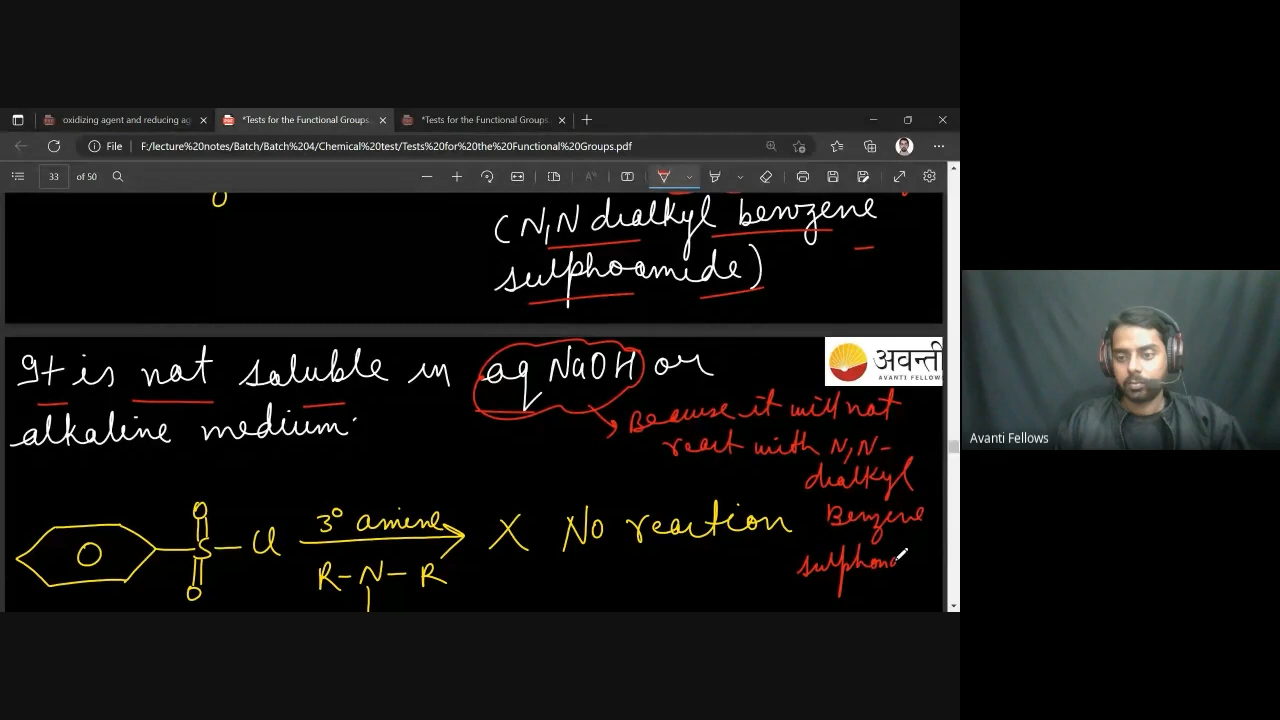 oxidizing agent and reducing ag
*Tests for the Functional Groups.
*Tests for the Functional Groups.
File
F:/lecture%20notes/Batch/Batch%204/Chemical%20test/Tests%20for%20the%20Functional%20Groups.pdf
33 of 50
(N,N dialkyl benzene
sulphoamide)
It is not soluble in aq NaOH or
alkaline medium.
अवन्ती
AVANTI FELLOWS
Because it will not
react with N,N-
dialkyl
Benzene
sulphona
O
S
Cl
O
3° amine
R-N-R
X No reaction
Avanti Fellows